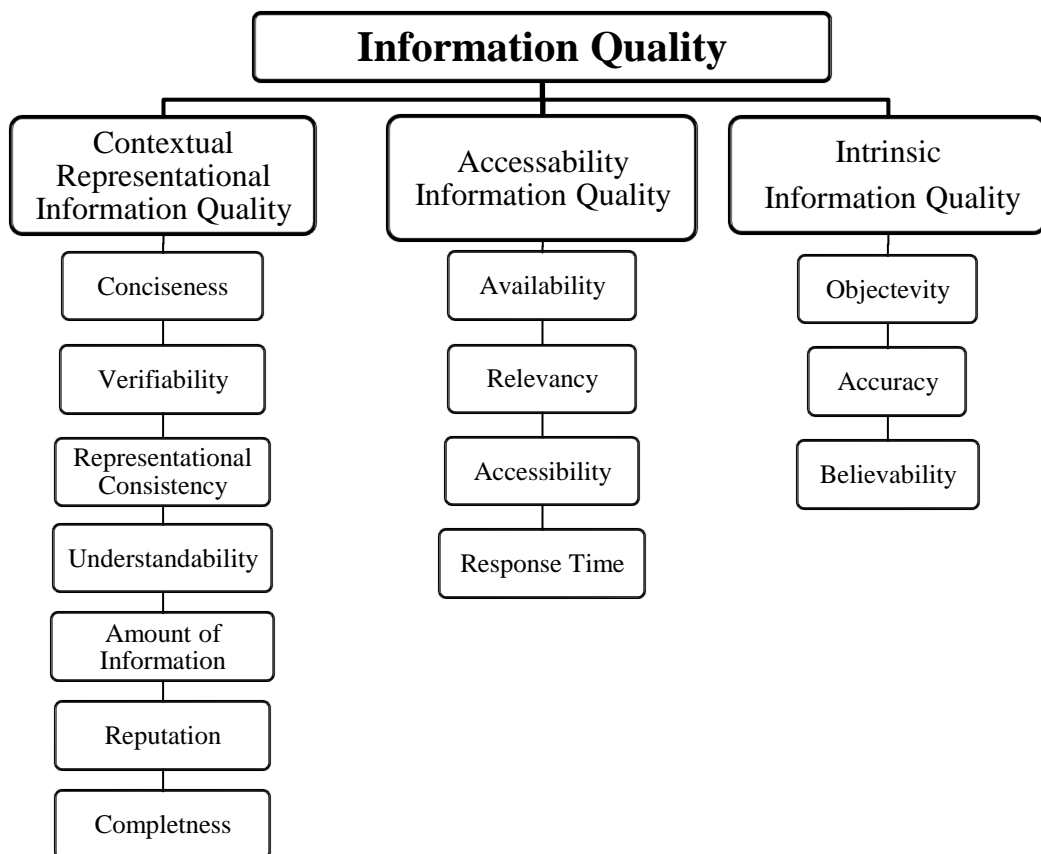 Information Quality
Contextual
Representational
Information Quality
Conciseness
Verifiability
Representational
Consistency
Understandability
Amount of
Information
Reputation
Completness
Accessability
Information Quality
Availability
Relevancy
Accessibility
Response Time
Intrinsic
Information Quality
Objectevity
Accuracy
Believability